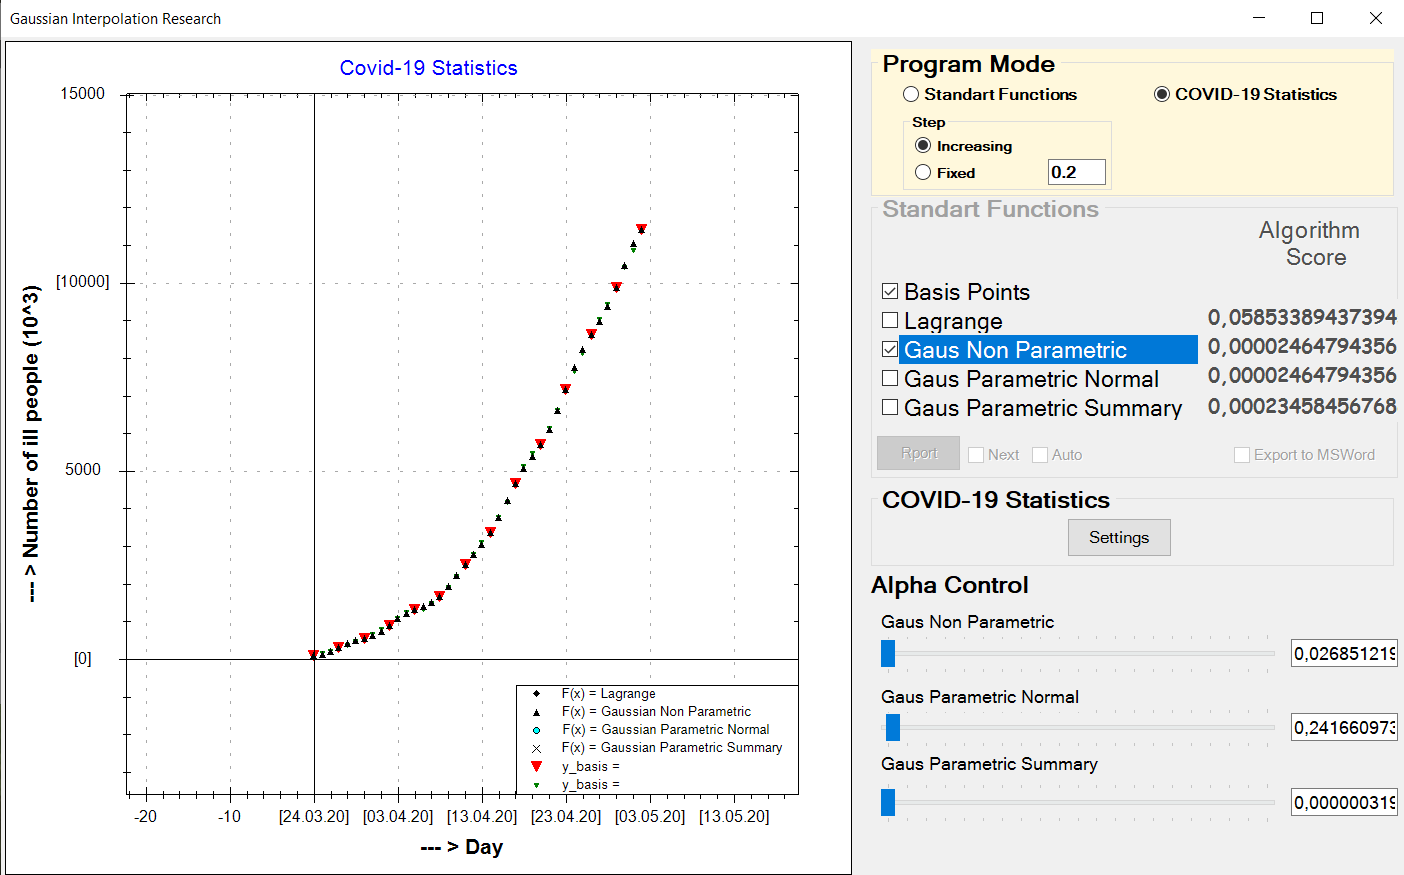 Gaussian Interpolation Research
Covid-19 Statistics
15000
[10000]
5000
[0]
--- > Number of ill people (10^3)
F(x) = Lagrange
F(x) = Gaussian Non Parametric
F(x) = Gaussian Parametric Normal
F(x) = Gaussian Parametric Summary
y_basis =
y_basis =
-20 -10 [24.03.20] [03.04.20] [13.04.20] [23.04.20] [03.05.20] [13.05.20]
--- > Day
Program Mode
Standart Functions COVID-19 Statistics
Step
Increasing
Fixed 0.2
Standart Functions
Algorithm
Score
Basis Points
Lagrange 0,05853389437394
Gaus Non Parametric 0,00002464794356
Gaus Parametric Normal 0,00002464794356
Gaus Parametric Summary 0,00023458456768
Rport Next Auto Export to MSWord
COVID-19 Statistics
Settings
Alpha Control
Gaus Non Parametric
0,026851219
Gaus Parametric Normal
0,241660973
Gaus Parametric Summary
0,000000319